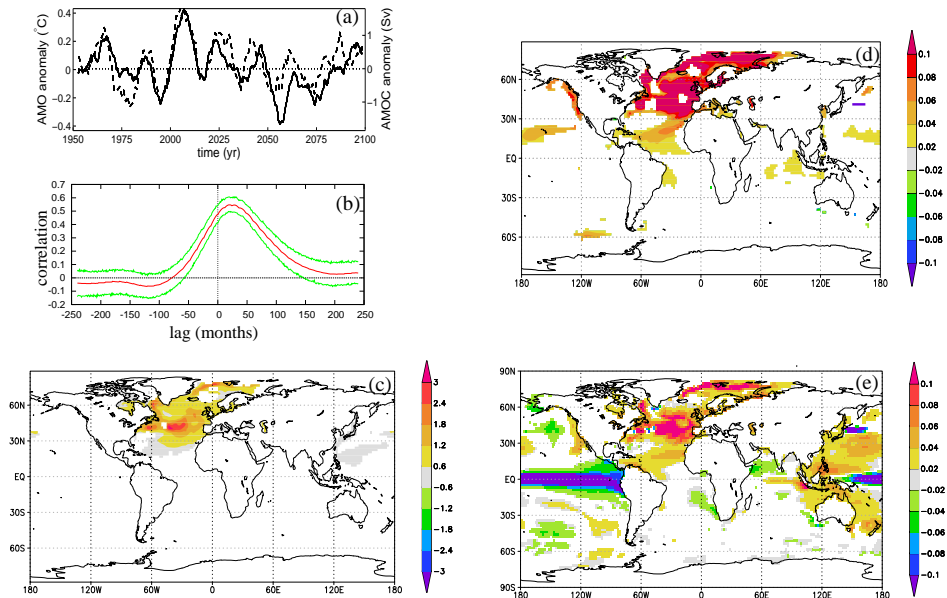 (a)
AMO anomaly (°C)
0.4
0.2
0
−0.2
−0.4
AMOC anomaly (Sv)
1
0
−1
1950 1975 2000 2025 2050 2075 2100
time (yr)
(b)
correlation
0.7
0.6
0.5
0.4
0.3
0.2
0.1
0
-0.1
-0.2
-250 -200 -150 -100 -50 0 50 100 150 200 250
lag (months)
(c)
60N
30N
EQ
30S
60S
180 120W 60W 0 60E 120E 180
3
2.4
1.8
1.2
0.6
−0.6
−1.2
−1.8
−2.4
−3
(d)
60N
30N
EQ
30S
60S
180 120W 60W 0 60E 120E 180
0.1
0.08
0.06
0.04
0.02
−0.02
−0.04
−0.06
−0.08
−0.1
(e)
90N
60N
30N
EQ
30S
60S
90S
180 120W 60W 0 60E 120E 180
0.1
0.08
0.06
0.04
0.02
−0.02
−0.04
−0.06
−0.08
−0.1